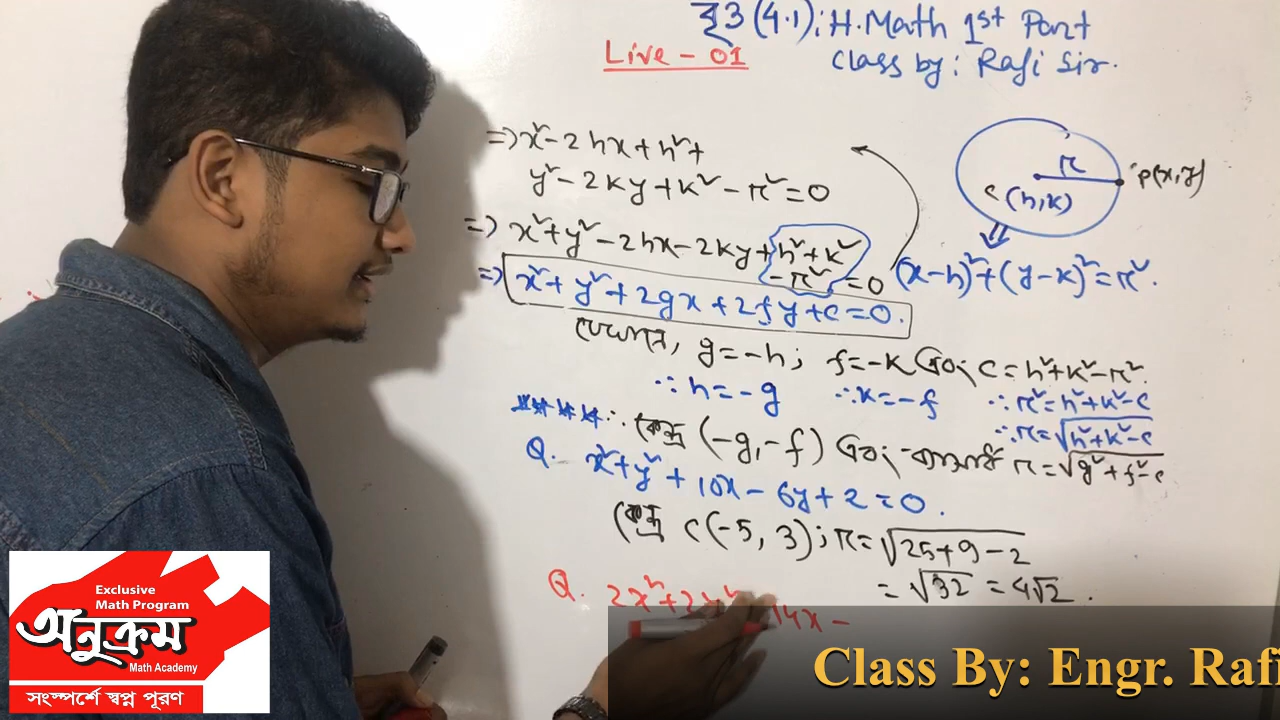 বৃত্ত (4.1); H.Math 1st Part
Live - 01
Class by: Rafi Sir.
⇒x²-2hx+h²+
y²-2ky+k²-r²=0
⇒x²+y²-2hx-2ky+h²+k²
-r²=0
⇒x²+y²+2gx+2fy+c=0.
r
c(h,k)
P(x,y)
(x-h)²+(y-k)²=r².
যেখানে, g=-h; f=-k এবং c=h²+k²-r².
∴h=-g ∴k=-f ∴r²=h²+k²-c
∴r=√h²+k²-c
∴ কেন্দ্র (-g,-f) এবং ব্যাসার্ধ r=√g²+f²-c
Q. x²+y²+10x-6y+2=0.
কেন্দ্র C(-5, 3); r=√25+9-2
=√32 = 4√2.
Q. 2x²+2y² 14x-
Exclusive
Math Program
অনুক্রম
Math Academy
সংস্পর্শে স্বপ্ন পূরণ
Class By: Engr. Rafi